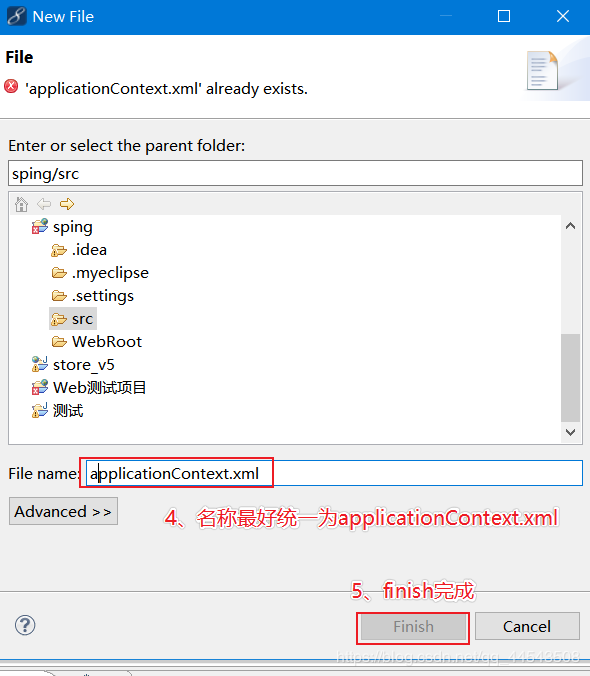 New File
File
'applicationContext.xml' already exists.
Enter or select the parent folder:
sping/src
sping
.idea
.myeclipse
.settings
src
WebRoot
store_v5
Web测试项目
测试
File name: applicationContext.xml
Advanced >>
4、名称最好统一为applicationContext.xml
5、finish完成
Finish
Cancel
https://blog.csdn.net/qq_44643608